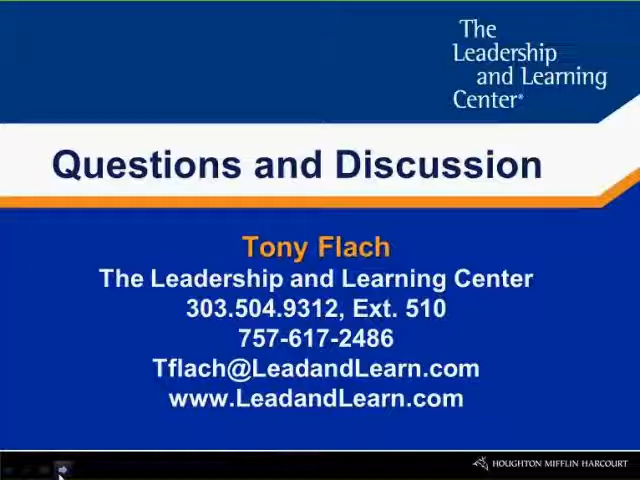 The
Leadership
and Learning
Center®
Questions and Discussion
Tony Flach
The Leadership and Learning Center
303.504.9312, Ext. 510
757-617-2486
Tflach@LeadandLearn.com
www.LeadandLearn.com
HOUGHTON MIFFLIN HARCOURT